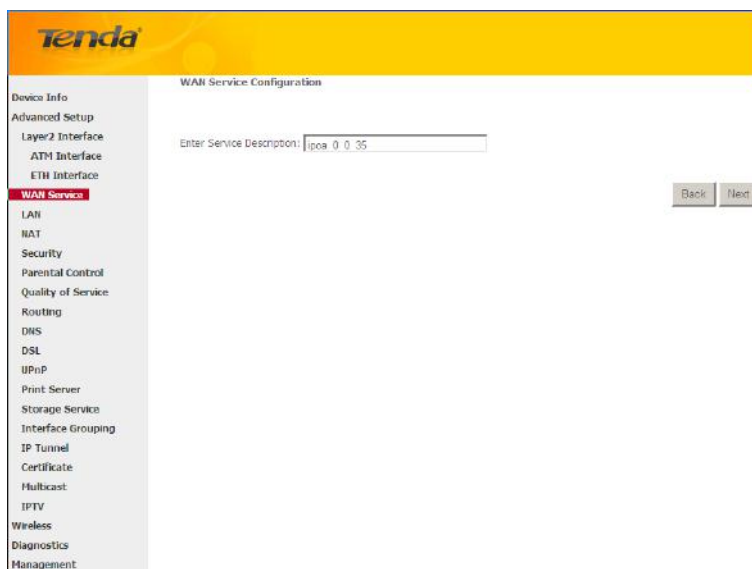 Tenda
WAN Service Configuration
Device Info
Advanced Setup
Layer2 Interface
ATM Interface
ETH Interface
WAN Service
LAN
NAT
Security
Parental Control
Quality of Service
Routing
DNS
DSL
UPnP
Print Server
Storage Service
Interface Grouping
IP Tunnel
Certificate
Multicast
IPTV
Wireless
Diagnostics
Management
Enter Service Description: ipoa_0_0_35
Back Next